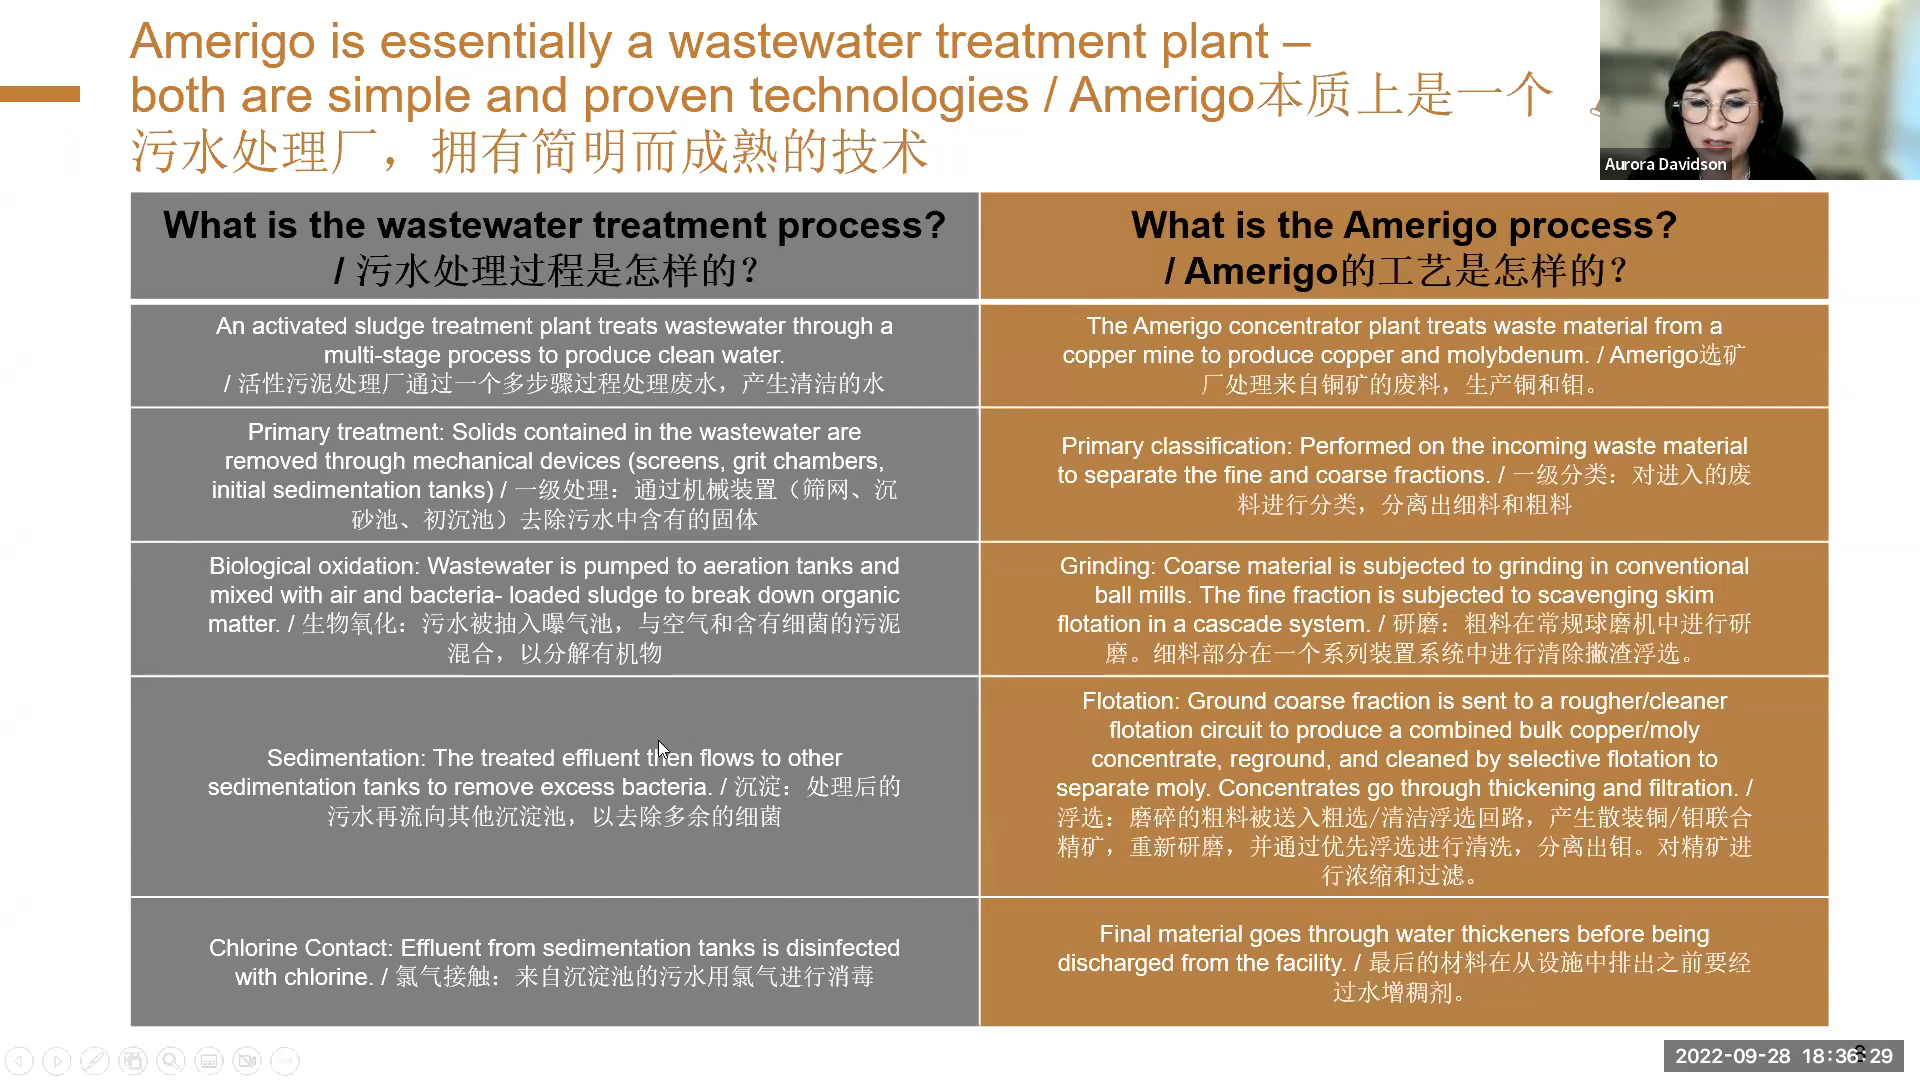 Amerigo is essentially a wastewater treatment plant –
both are simple and proven technologies / Amerigo本质上是一个
污水处理厂，拥有简明而成熟的技术
Aurora Davidson
What is the wastewater treatment process?
/ 污水处理过程是怎样的？
What is the Amerigo process?
/ Amerigo的工艺是怎样的？
An activated sludge treatment plant treats wastewater through a
multi-stage process to produce clean water.
/ 活性污泥处理厂通过一个多步骤过程处理废水，产生清洁的水
The Amerigo concentrator plant treats waste material from a
copper mine to produce copper and molybdenum. / Amerigo选矿
厂处理来自铜矿的废料，生产铜和钼。
Primary treatment: Solids contained in the wastewater are
removed through mechanical devices (screens, grit chambers,
initial sedimentation tanks) / 一级处理：通过机械装置（筛网、沉
砂池、初沉池）去除污水中含有的固体
Primary classification: Performed on the incoming waste material
to separate the fine and coarse fractions. / 一级分类：对进入的废
料进行分类，分离出细料和粗料
Biological oxidation: Wastewater is pumped to aeration tanks and
mixed with air and bacteria- loaded sludge to break down organic
matter. / 生物氧化：污水被抽入曝气池，与空气和含有细菌的污泥
混合，以分解有机物
Grinding: Coarse material is subjected to grinding in conventional
ball mills. The fine fraction is subjected to scavenging skim
flotation in a cascade system. / 研磨：粗料在常规球磨机中进行研
磨。细料部分在一个系列装置系统中进行清除撇渣浮选。
Sedimentation: The treated effluent then flows to other
sedimentation tanks to remove excess bacteria. / 沉淀：处理后的
污水再流向其他沉淀池，以去除多余的细菌
Flotation: Ground coarse fraction is sent to a rougher/cleaner
flotation circuit to produce a combined bulk copper/moly
concentrate, reground, and cleaned by selective flotation to
separate moly. Concentrates go through thickening and filtration. /
浮选：磨碎的粗料被送入粗选/清洁浮选回路，产生散装铜/钼联合
精矿，重新研磨，并通过优先浮选进行清洗，分离出钼。对精矿进
行浓缩和过滤。
Chlorine Contact: Effluent from sedimentation tanks is disinfected
with chlorine. / 氯气接触：来自沉淀池的污水用氯气进行消毒
Final material goes through water thickeners before being
discharged from the facility. / 最后的材料在从设施中排出之前要经
过水增稠剂。
2022-09-28 18:36:29